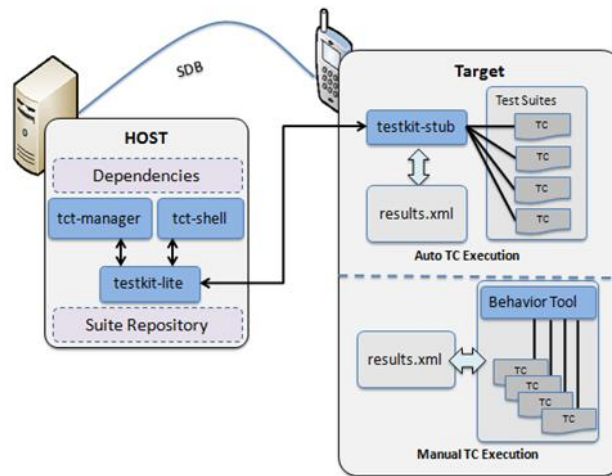 SDB
HOST
Dependencies
tct-manager
tct-shell
testkit-lite
Suite Repository
Target
testkit-stub
Test Suites
TC
TC
TC
TC
results.xml
Auto TC Execution
Behavior Tool
results.xml
TC
TC
TC
TC
Manual TC Execution